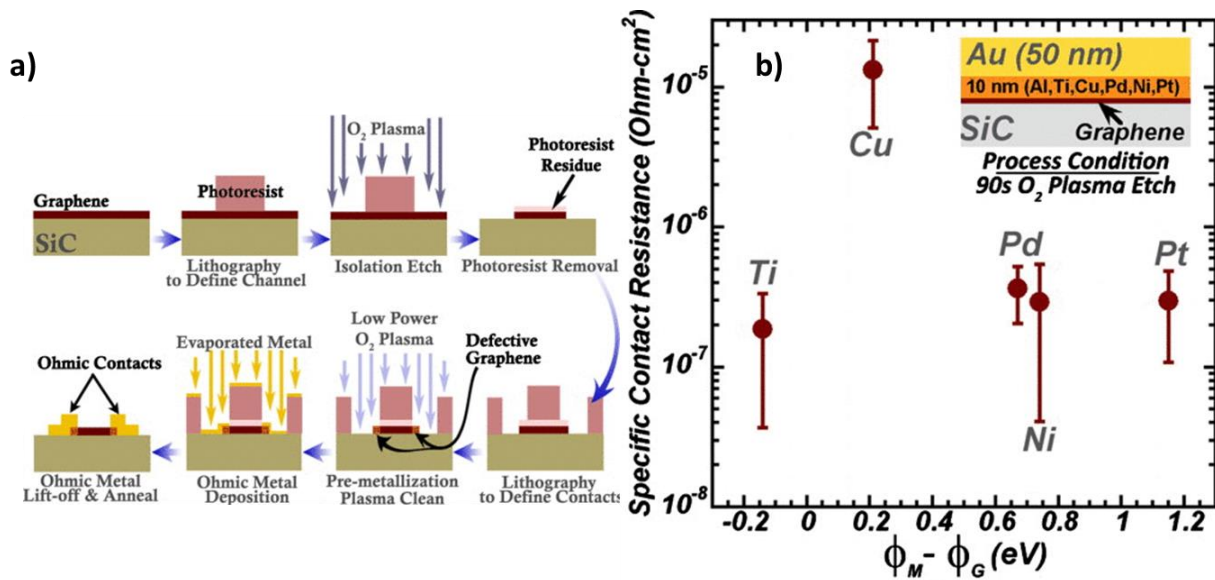 a)
Graphene
SiC
Photoresist
Lithography
to Define Channel
O₂ Plasma
Isolation Etch
Photoresist
Residue
Photoresist Removal
Evaporated Metal
Ohmic Contacts
Ohmic Metal
Lift-off & Anneal
Ohmic Metal
Deposition
Low Power
O₂ Plasma
Pre-metallization
Plasma Clean
Defective
Graphene
Lithography
to Define Contacts
b)
Specific Contact Resistance (Ohm-cm²)
10⁻⁵
10⁻⁶
10⁻⁷
10⁻⁸
Au (50 nm)
10 nm (Al,Ti,Cu,Pd,Ni,Pt)
SiC
Graphene
Process Condition
90s O₂ Plasma Etch
Ti
Cu
Pd
Ni
Pt
-0.2 0 0.2 0.4 0.6 0.8 1 1.2
ϕM - ϕG (eV)